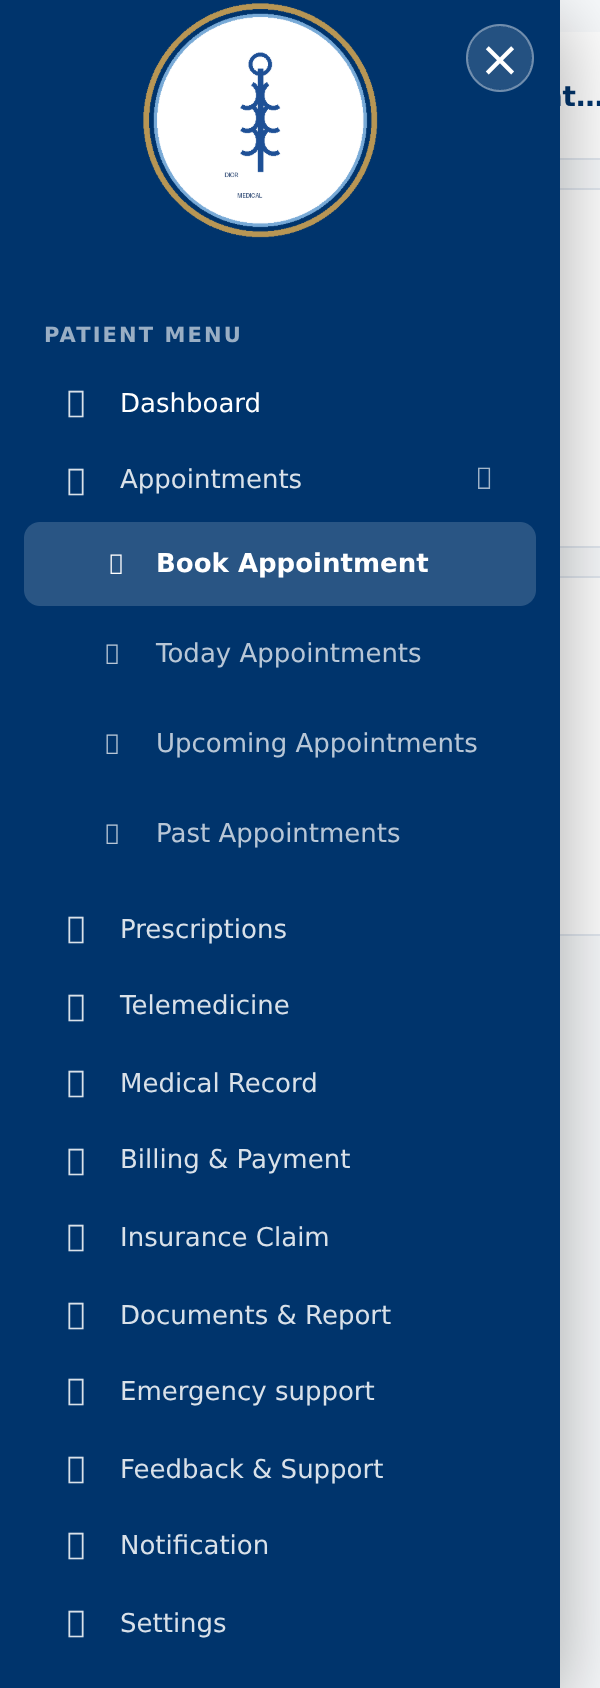 DIOR
MEDICAL
t...
PATIENT MENU
Dashboard
Appointments
Book Appointment
Today Appointments
Upcoming Appointments
Past Appointments
Prescriptions
Telemedicine
Medical Record
Billing & Payment
Insurance Claim
Documents & Report
Emergency support
Feedback & Support
Notification
Settings